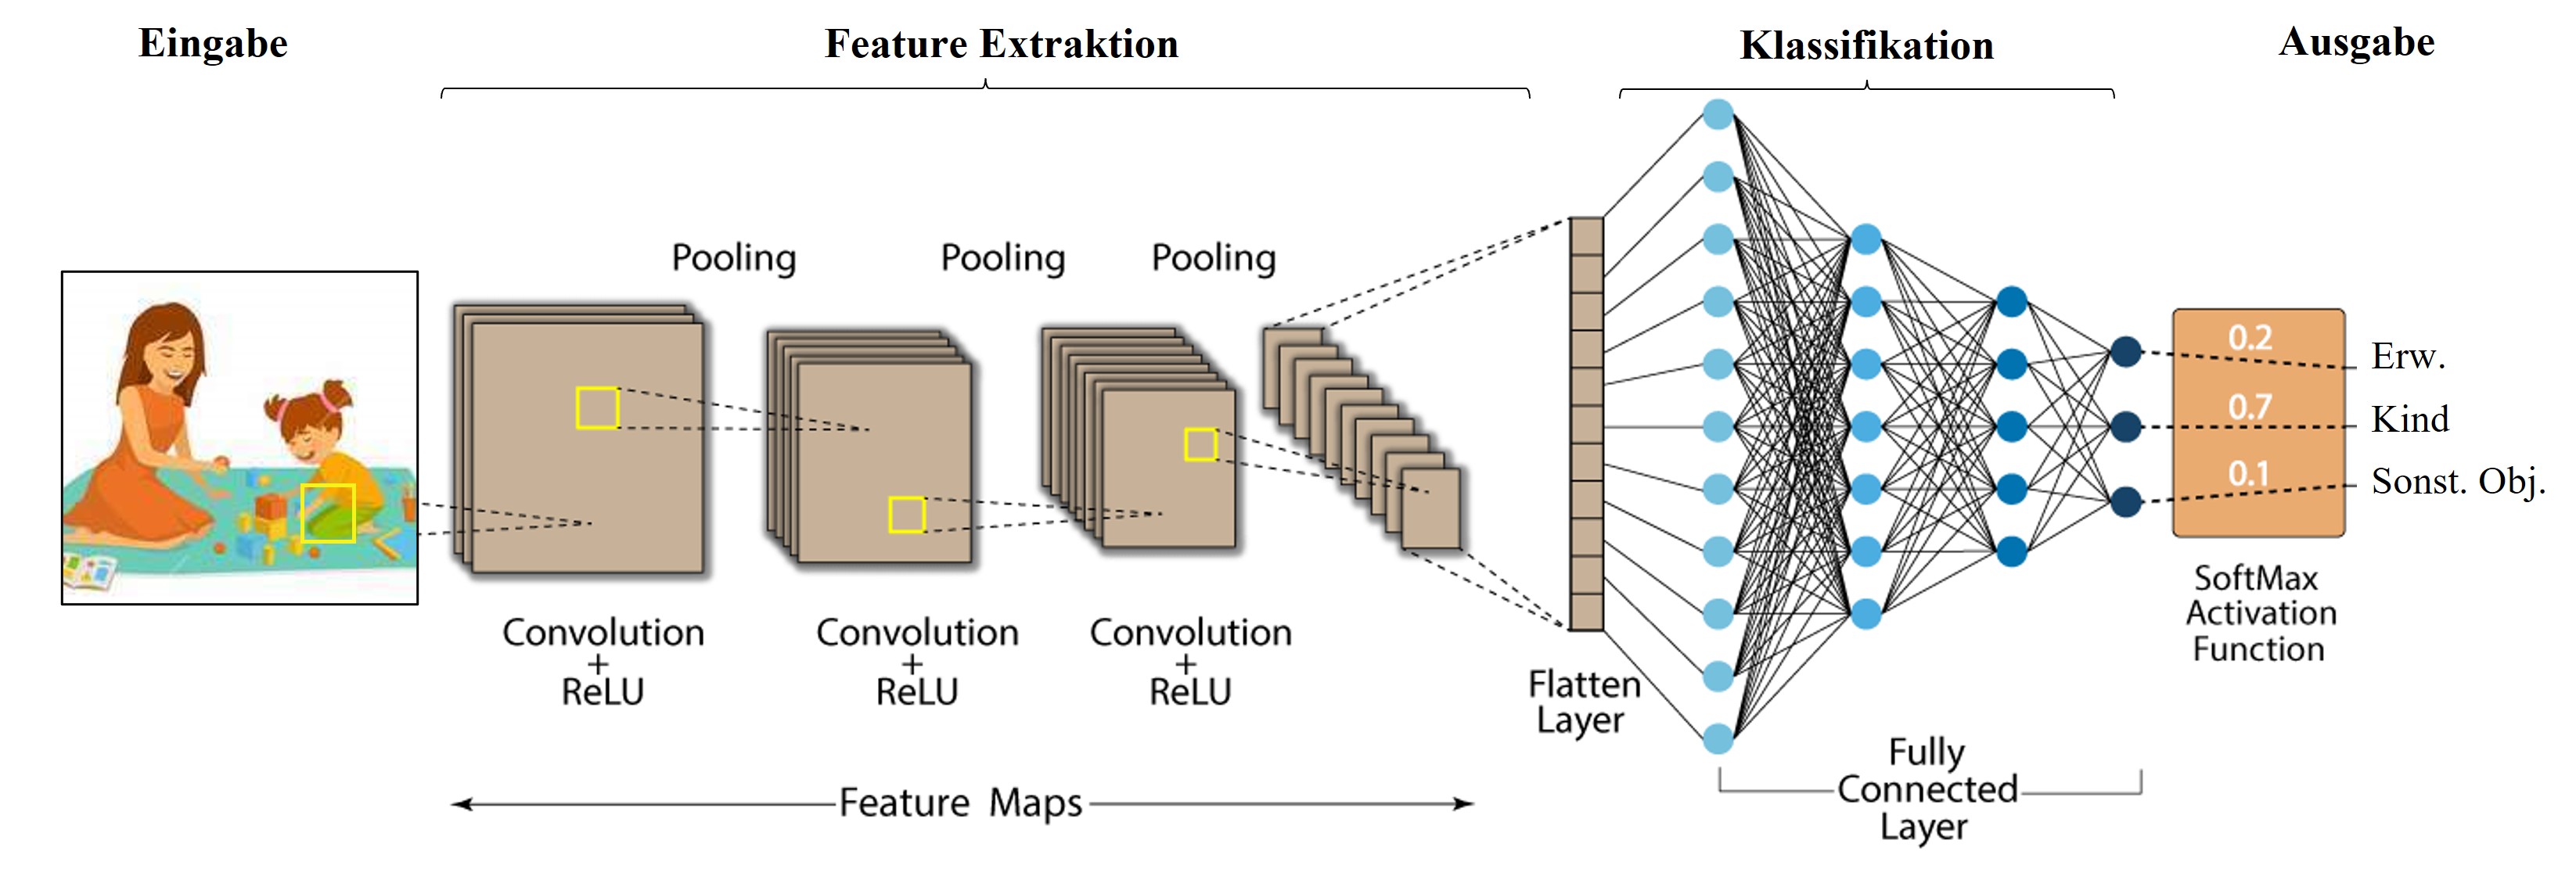 Eingabe
Feature Extraktion
Klassifikation
Ausgabe
Pooling
Pooling
Pooling
Convolution
+
ReLU
Convolution
+
ReLU
Convolution
+
ReLU
Feature Maps
Flatten
Layer
Fully
Connected
Layer
0.2
0.7
0.1
SoftMax
Activation
Function
Erw.
Kind
Sonst. Obj.